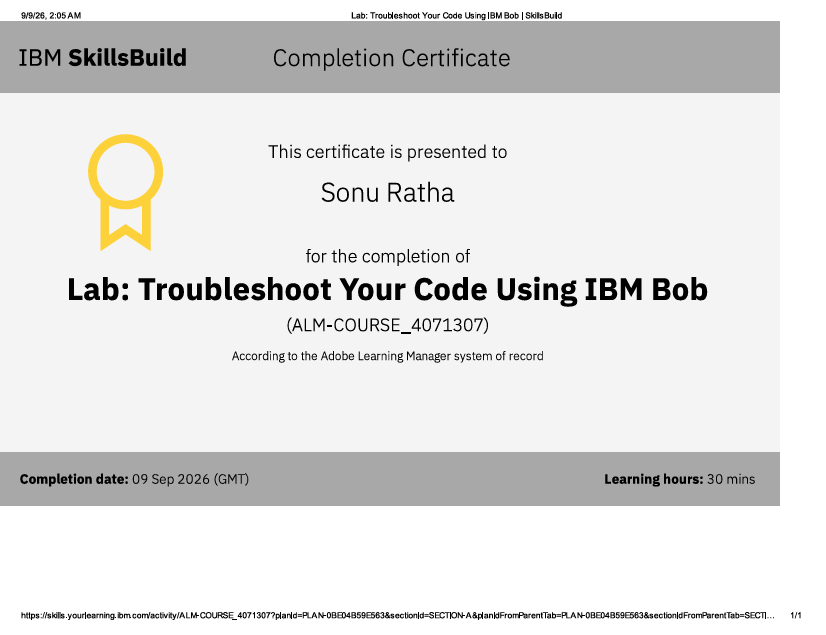 9/9/26, 2:05 AM Lab: Troubleshoot Your Code Using IBM Bob | SkillsBuild
IBM SkillsBuild Completion Certificate
This certificate is presented to
Sonu Ratha
for the completion of
Lab: Troubleshoot Your Code Using IBM Bob
(ALM-COURSE_4071307)
According to the Adobe Learning Manager system of record
Completion date: 09 Sep 2026 (GMT) Learning hours: 30 mins
https://skills.yourlearning.ibm.com/activity/ALM-COURSE_4071307?planId=PLAN-0BE04B59E563&sectionId=SECTION-A&planIdFromParentTab=PLAN-0BE04B59E563&sectionIdFromParentTab=SECTI... 1/1